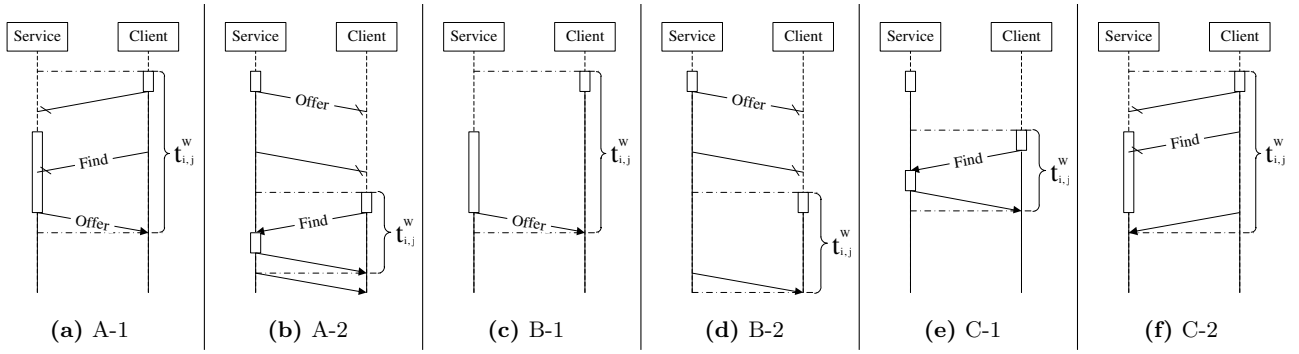 Service Client
Find
Offer
t^w_{i,j}
(a) A-1
Service Client
Offer
Find
t^w_{i,j}
(b) A-2
Service Client
Offer
t^w_{i,j}
(c) B-1
Service Client
Offer
t^w_{i,j}
(d) B-2
Service Client
Find
t^w_{i,j}
(e) C-1
Service Client
Find
t^w_{i,j}
(f) C-2